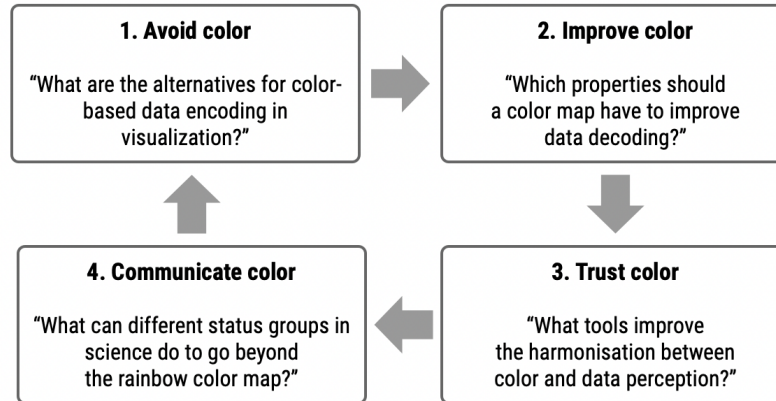 1. Avoid color
“What are the alternatives for color-
based data encoding in
visualization?”
2. Improve color
“Which properties should
a color map have to improve
data decoding?”
3. Trust color
“What tools improve
the harmonisation between
color and data perception?”
4. Communicate color
“What can different status groups in
science do to go beyond
the rainbow color map?”